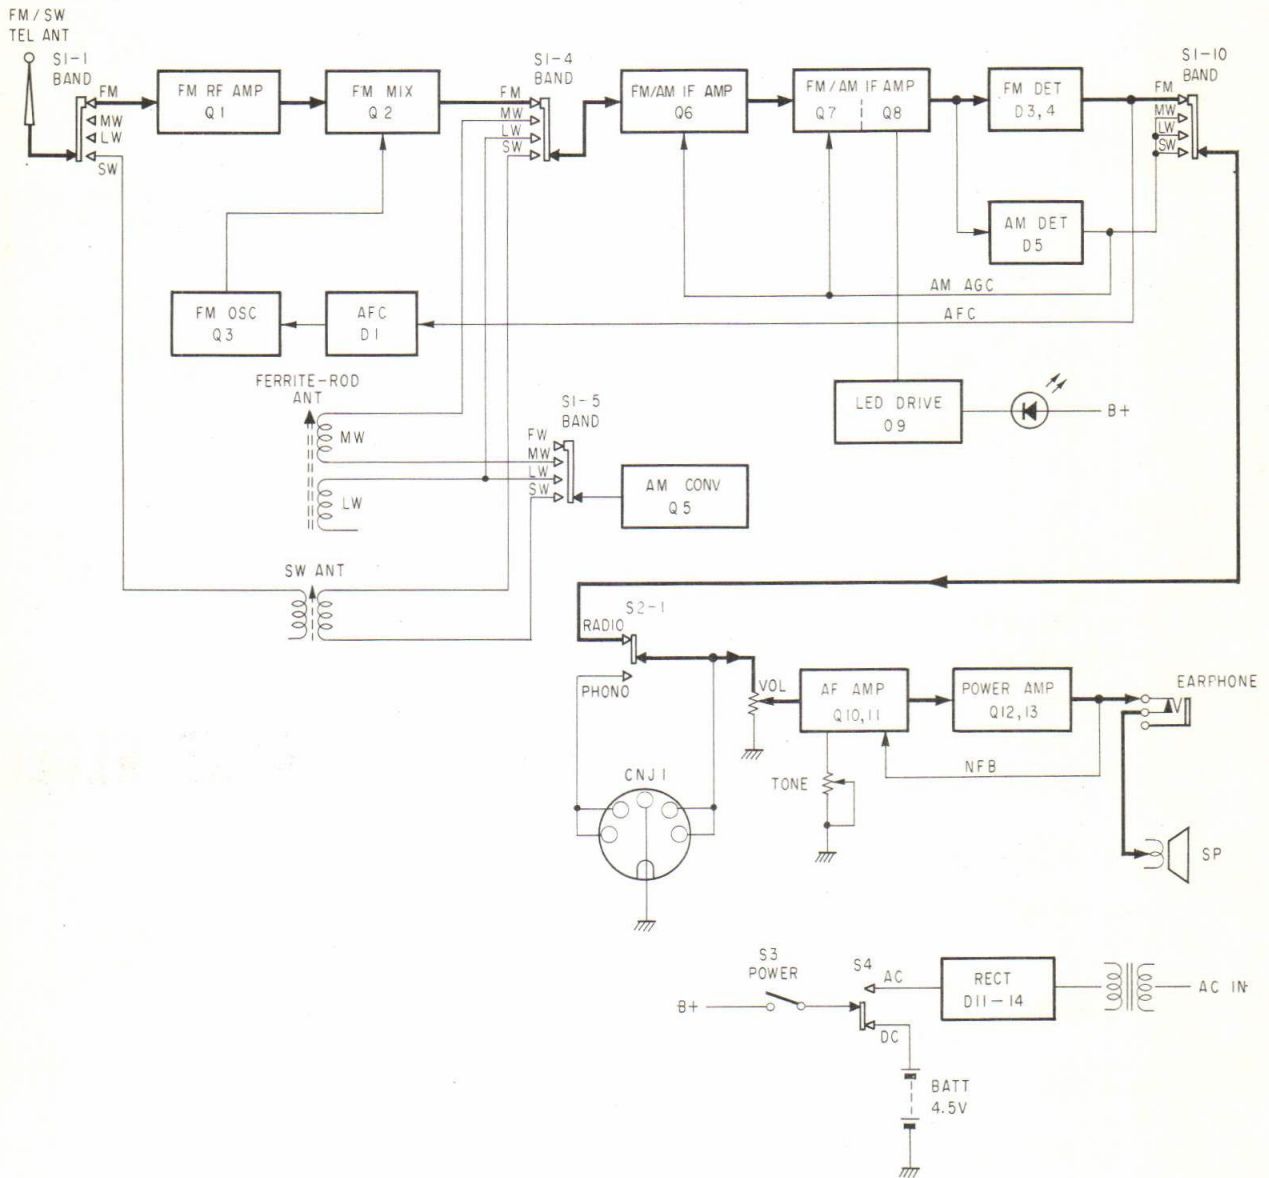 FM/SW
TEL ANT
S1-1
BAND
FM
MW
LW
SW
FM RF AMP
Q1
FM MIX
Q2
S1-4
BAND
FM
MW
LW
SW
FM/AM IF AMP
Q6
FM/AM IF AMP
Q7 Q8
FM DET
D3,4
S1-10
BAND
FM
MW
LW
SW
AM DET
D5
AM AGC
AFC
FM OSC
Q3
AFC
D1
FERRITE-ROD
ANT
MW
LW
S1-5
BAND
FW
MW
LW
SW
AM CONV
Q5
LED DRIVE
Q9
B+
SW ANT
S2-1
RADIO
PHONO
VOL
AF AMP
Q10,11
POWER AMP
Q12,13
EARPHONE
NFB
TONE
CNJ1
SP
S3
POWER
B+
S4
AC
DC
RECT
D11-14
AC IN
BATT
4.5V